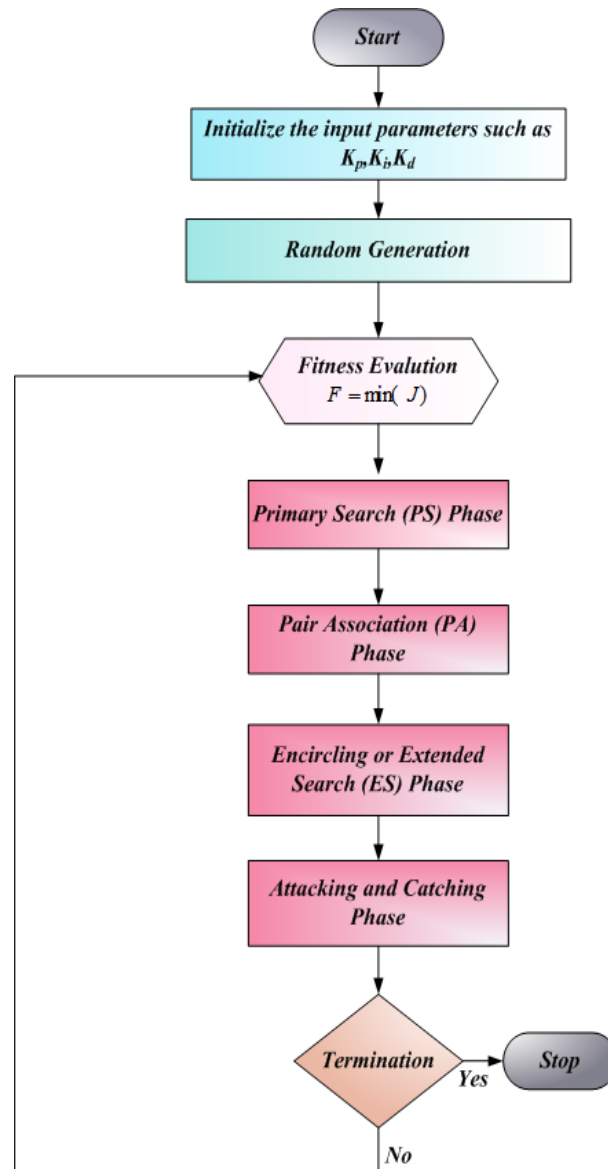 Start
Initialize the input parameters such as
Kp,Ki,Kd
Random Generation
Fitness Evalution
F = min( J)
Primary Search (PS) Phase
Pair Association (PA)
Phase
Encircling or Extended
Search (ES) Phase
Attacking and Catching
Phase
Termination
Yes
Stop
No